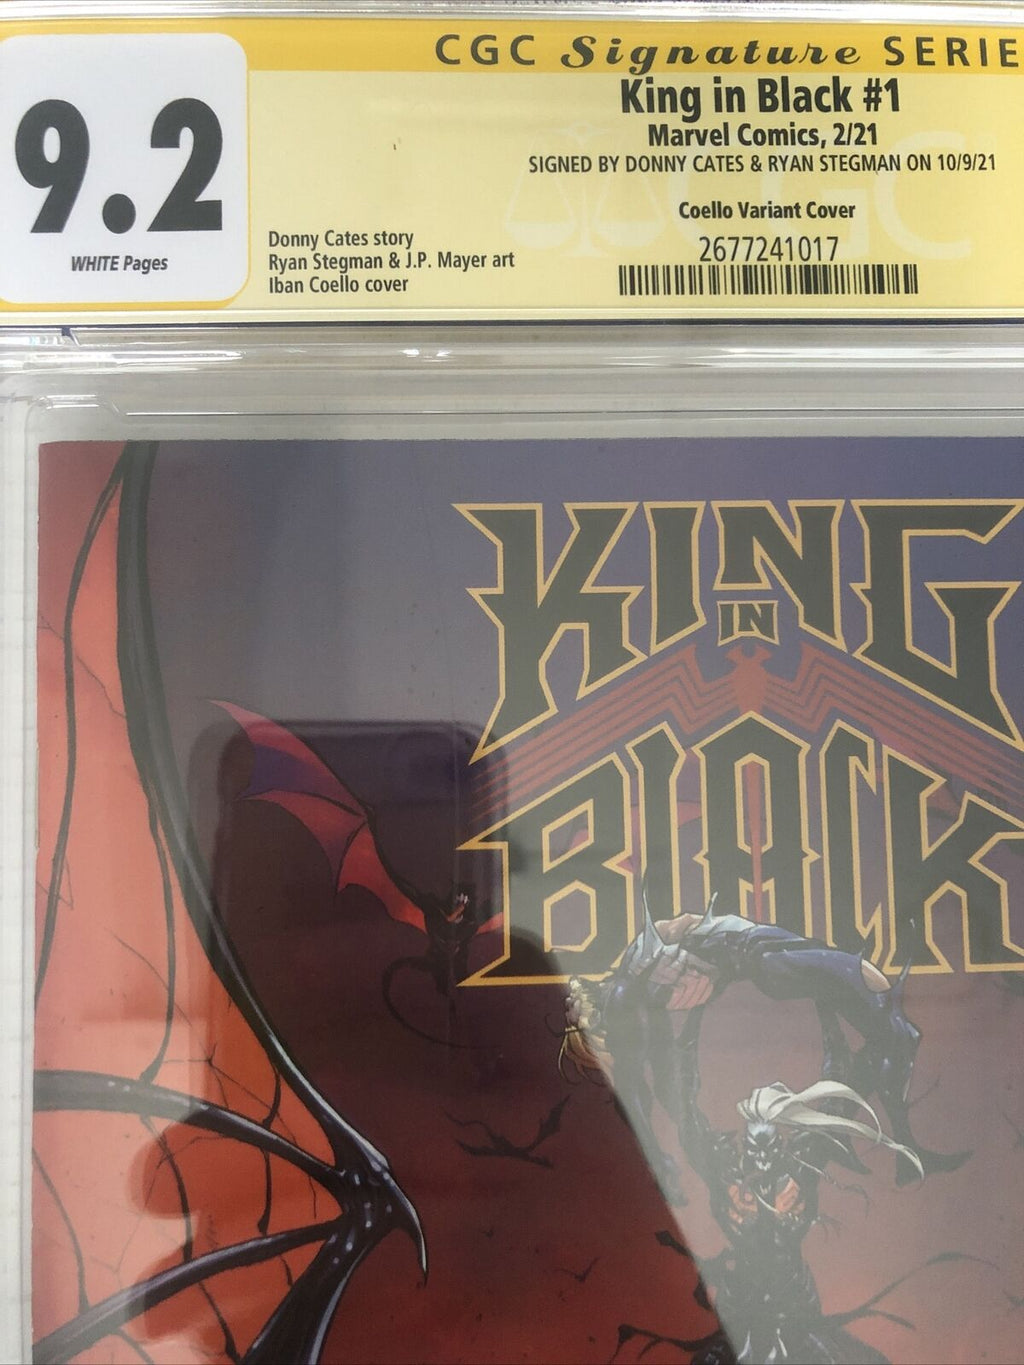 CGC Signature SERIE
9.2
WHITE Pages
King in Black #1
Marvel Comics, 2/21
SIGNED BY DONNY CATES & RYAN STEGMAN ON 10/9/21
Coello Variant Cover
2677241017
Donny Cates story
Ryan Stegman & J.P. Mayer art
Iban Coello cover
CGC
KING
IN
BLACK